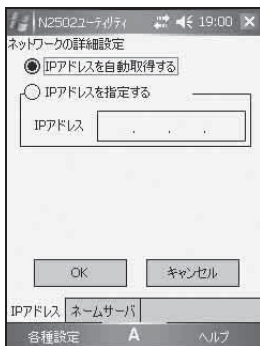 N2502ユーティリティ 19:00
ネットワークの詳細設定
IPアドレスを自動取得する
IPアドレスを指定する
IPアドレス . . .
OK キャンセル
IPアドレス ネームサーバ
各種設定 A ヘルプ